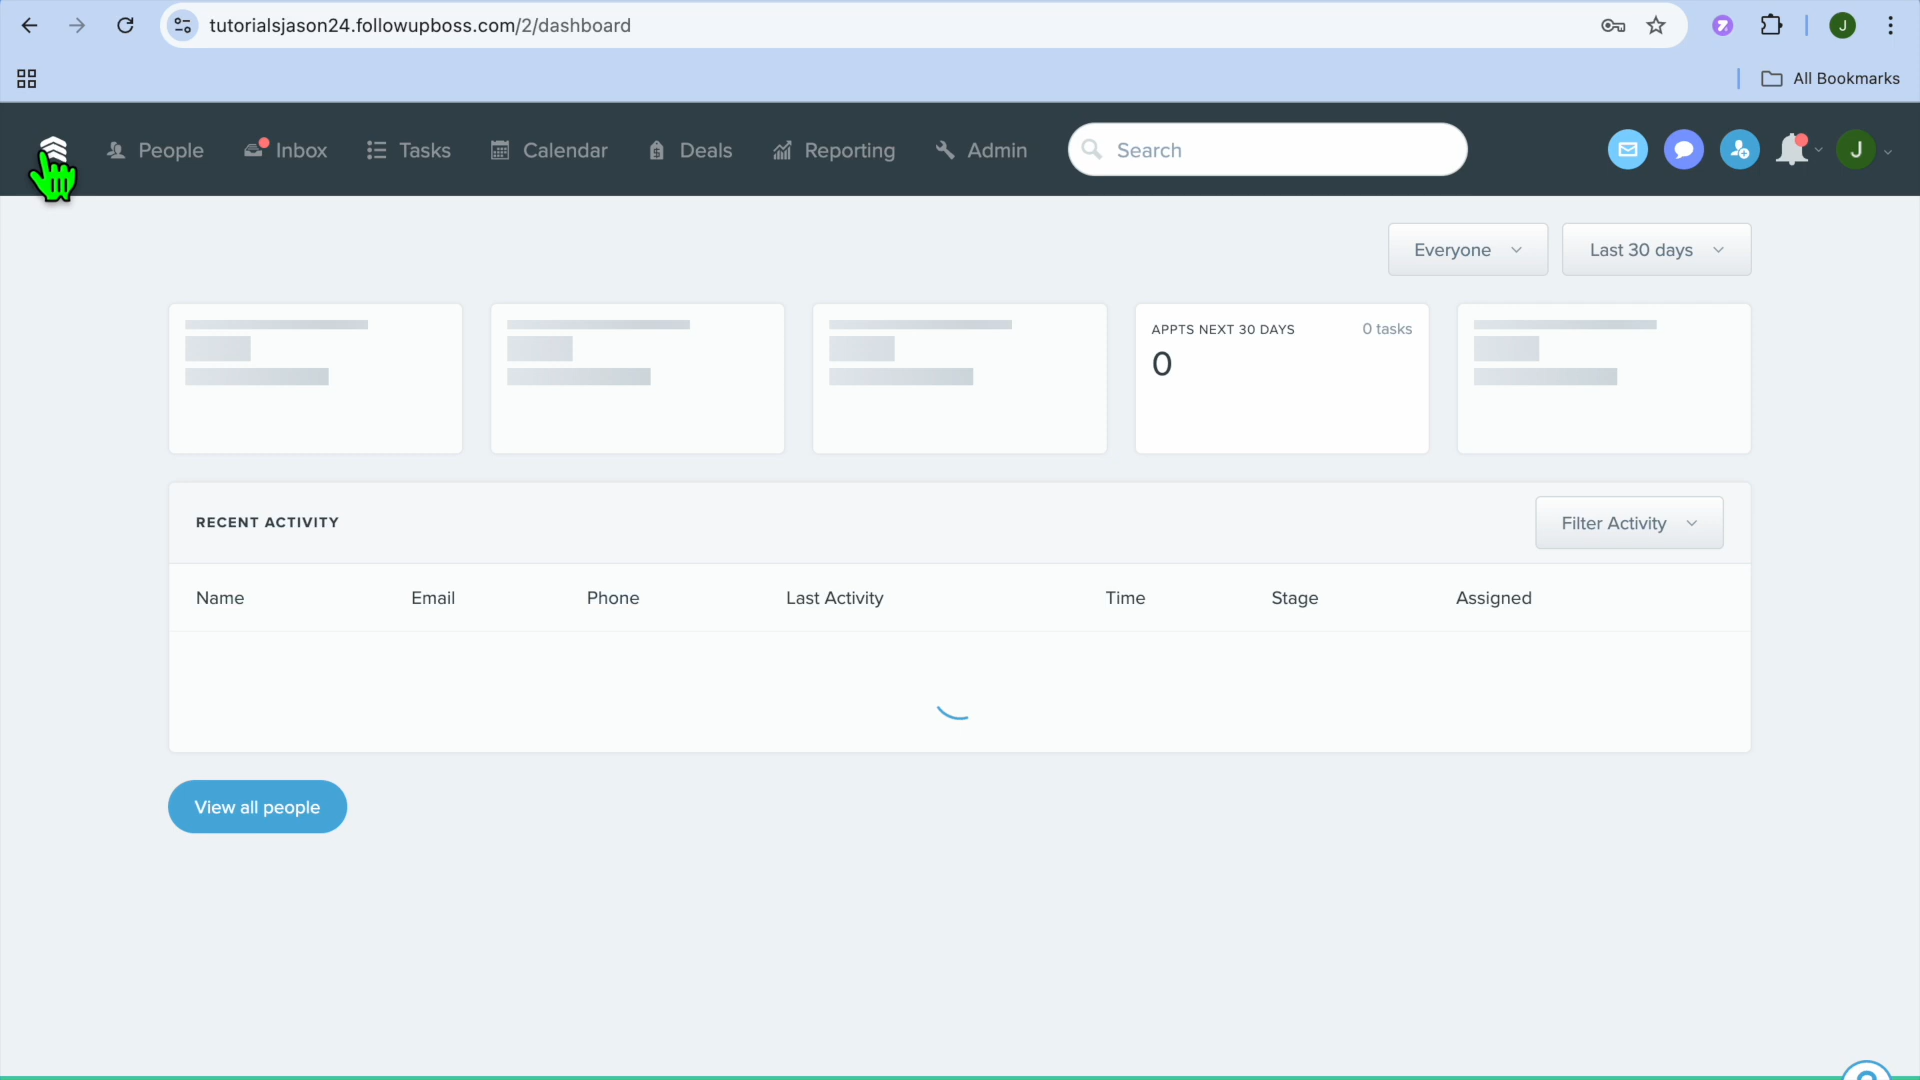 tutorialsjason24.followupboss.com/2/dashboard
J
All Bookmarks
People
Inbox
Tasks
Calendar
Deals
Reporting
Admin
Search
J
Everyone
Last 30 days
APPTS NEXT 30 DAYS
0 tasks
0
RECENT ACTIVITY
Filter Activity
Name
Email
Phone
Last Activity
Time
Stage
Assigned
View all people